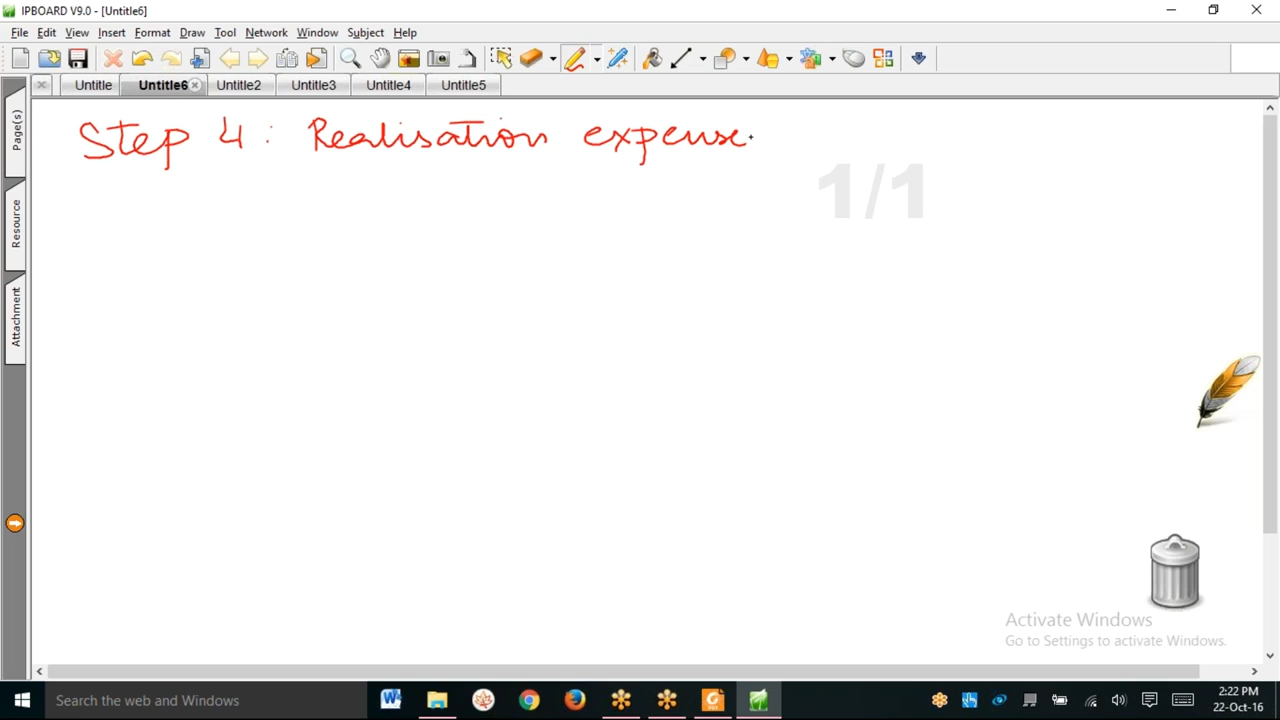 IPBOARD V9.0 - [Untitle6]
File Edit View Insert Format Draw Tool Network Window Subject Help
Untitle Untitle6 Untitle2 Untitle3 Untitle4 Untitle5
Step 4 : Realisation expense
1/1
Page(s)
Resource
Attachment
Activate Windows
Go to Settings to activate Windows.
Search the web and Windows
2:22 PM
22-Oct-16